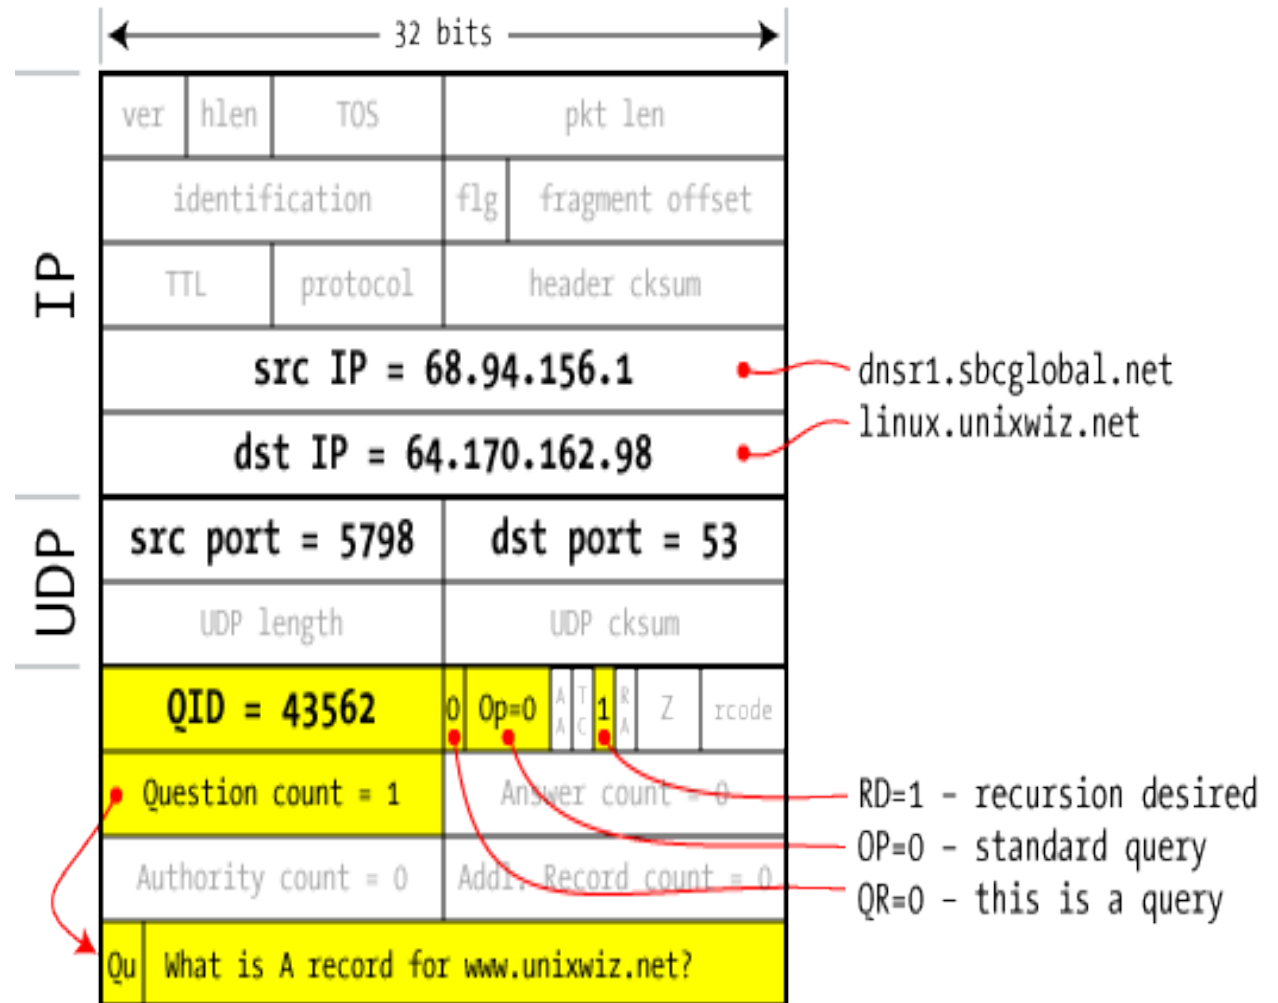 32 bits
ver hlen TOS pkt len
identification flg fragment offset
TTL protocol header cksum
IP
src IP = 68.94.156.1
dnsr1.sbcglobal.net
dst IP = 64.170.162.98
linux.unixwiz.net
UDP
src port = 5798 dst port = 53
UDP length UDP cksum
QID = 43562 0 Op=0 AA TC 1 RA Z rcode
Question count = 1 Answer count = 0
RD=1 – recursion desired
Authority count = 0 Addl. Record count = 0
OP=0 – standard query
QR=0 – this is a query
Qu What is A record for www.unixwiz.net?